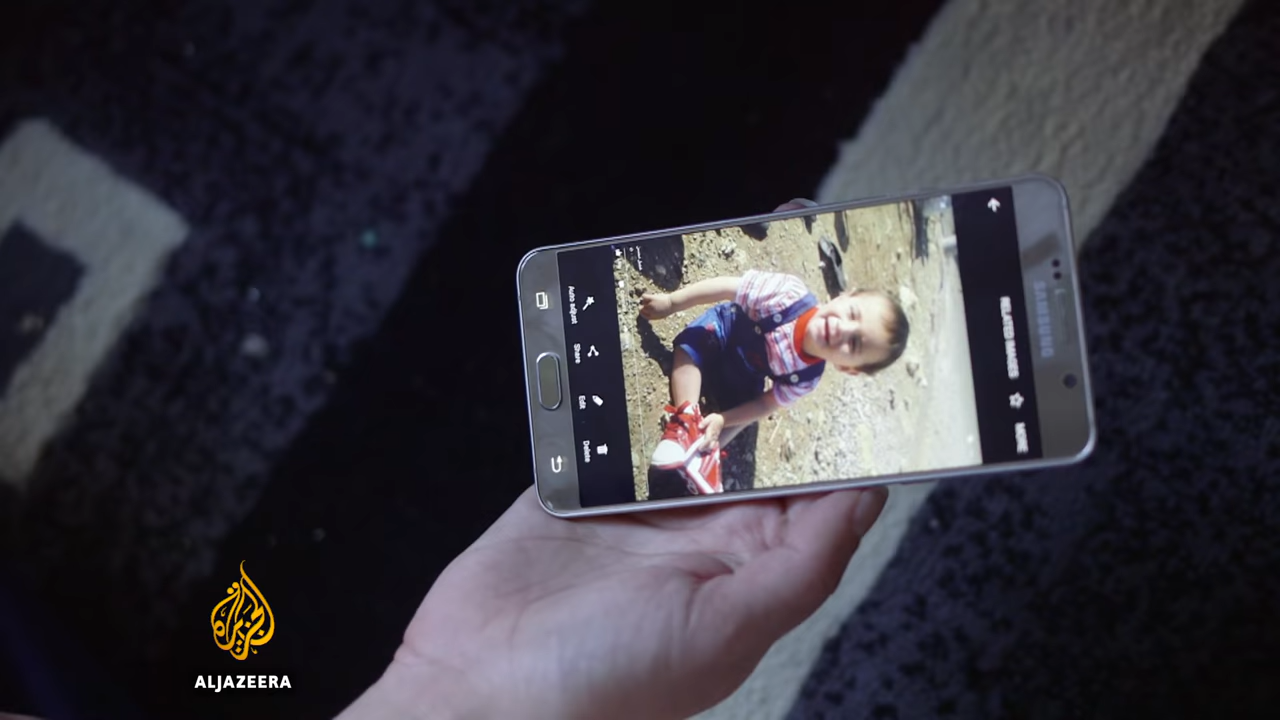 SAMSUNG
RELATED IMAGES
MORE
Auto adjust
Share
Edit
Delete
الجزيرة
ALJAZEERA